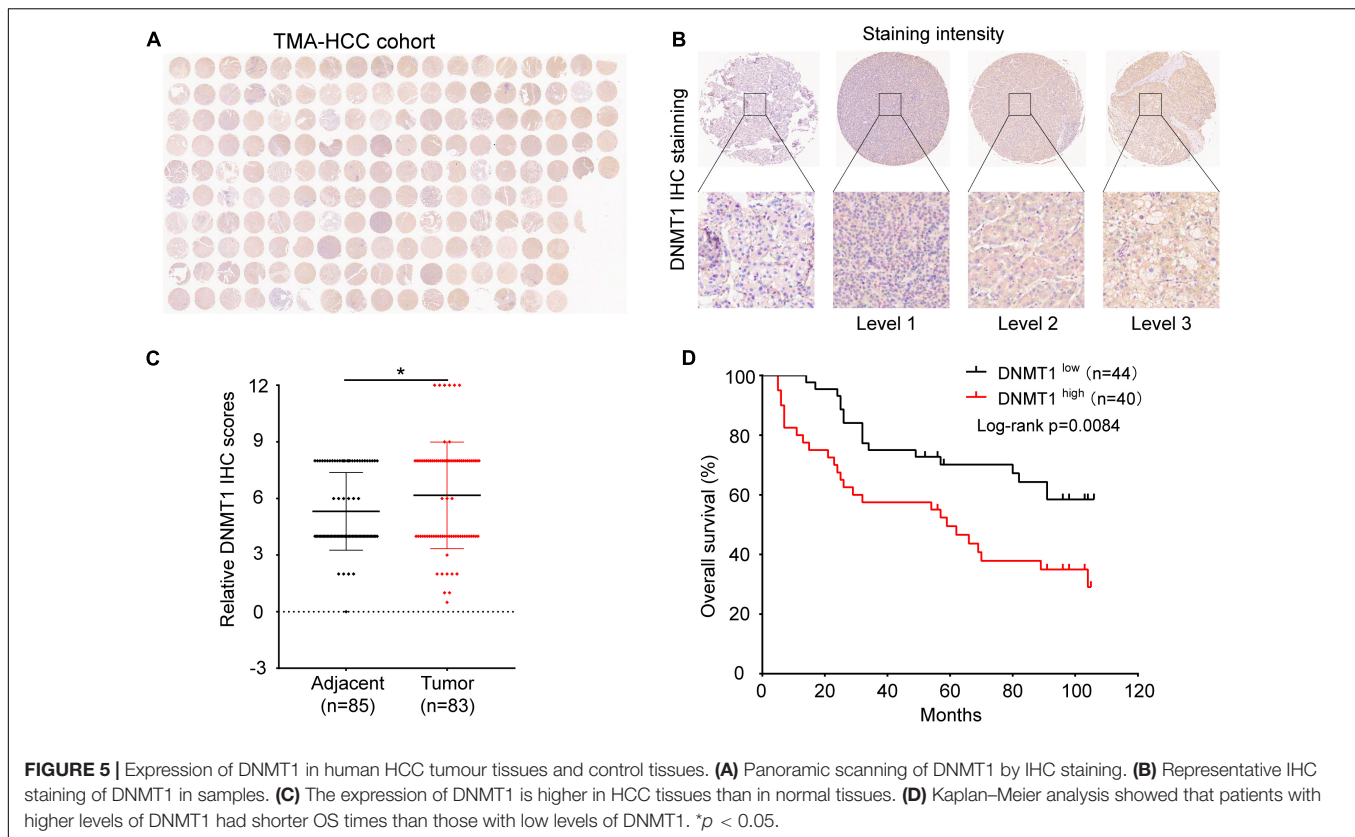 A
TMA-HCC cohort
B
Staining intensity
DNMT1 IHC stainning
Level 1
Level 2
Level 3
C
*
Relative DNMT1 IHC scores
12
9
6
3
0
-3
Adjacent
(n=85)
Tumor
(n=83)
D
DNMT1 low (n=44)
DNMT1 high (n=40)
Log-rank p=0.0084
Overall survival (%)
100
80
60
40
20
0
0 20 40 60 80 100 120
Months
FIGURE 5 | Expression of DNMT1 in human HCC tumour tissues and control tissues. (A) Panoramic scanning of DNMT1 by IHC staining. (B) Representative IHC
staining of DNMT1 in samples. (C) The expression of DNMT1 is higher in HCC tissues than in normal tissues. (D) Kaplan–Meier analysis showed that patients with
higher levels of DNMT1 had shorter OS times than those with low levels of DNMT1. *p < 0.05.